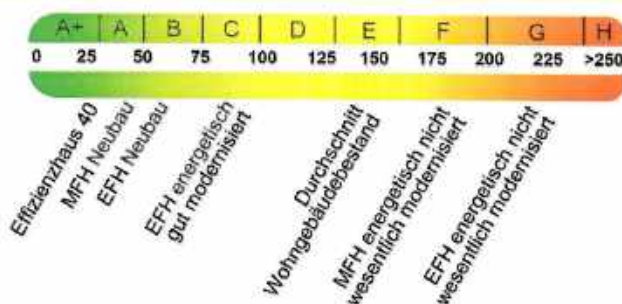 A+ A B C D E F G H
0 25 50 75 100 125 150 175 200 225 >250
Effizienzhaus 40
MFH Neubau
EFH Neubau
EFH energetisch
gut modernisiert
Durchschnitt
Wohngebäudebestand
MFH energetisch nicht
wesentlich modernisiert
EFH energetisch nicht
wesentlich modernisiert